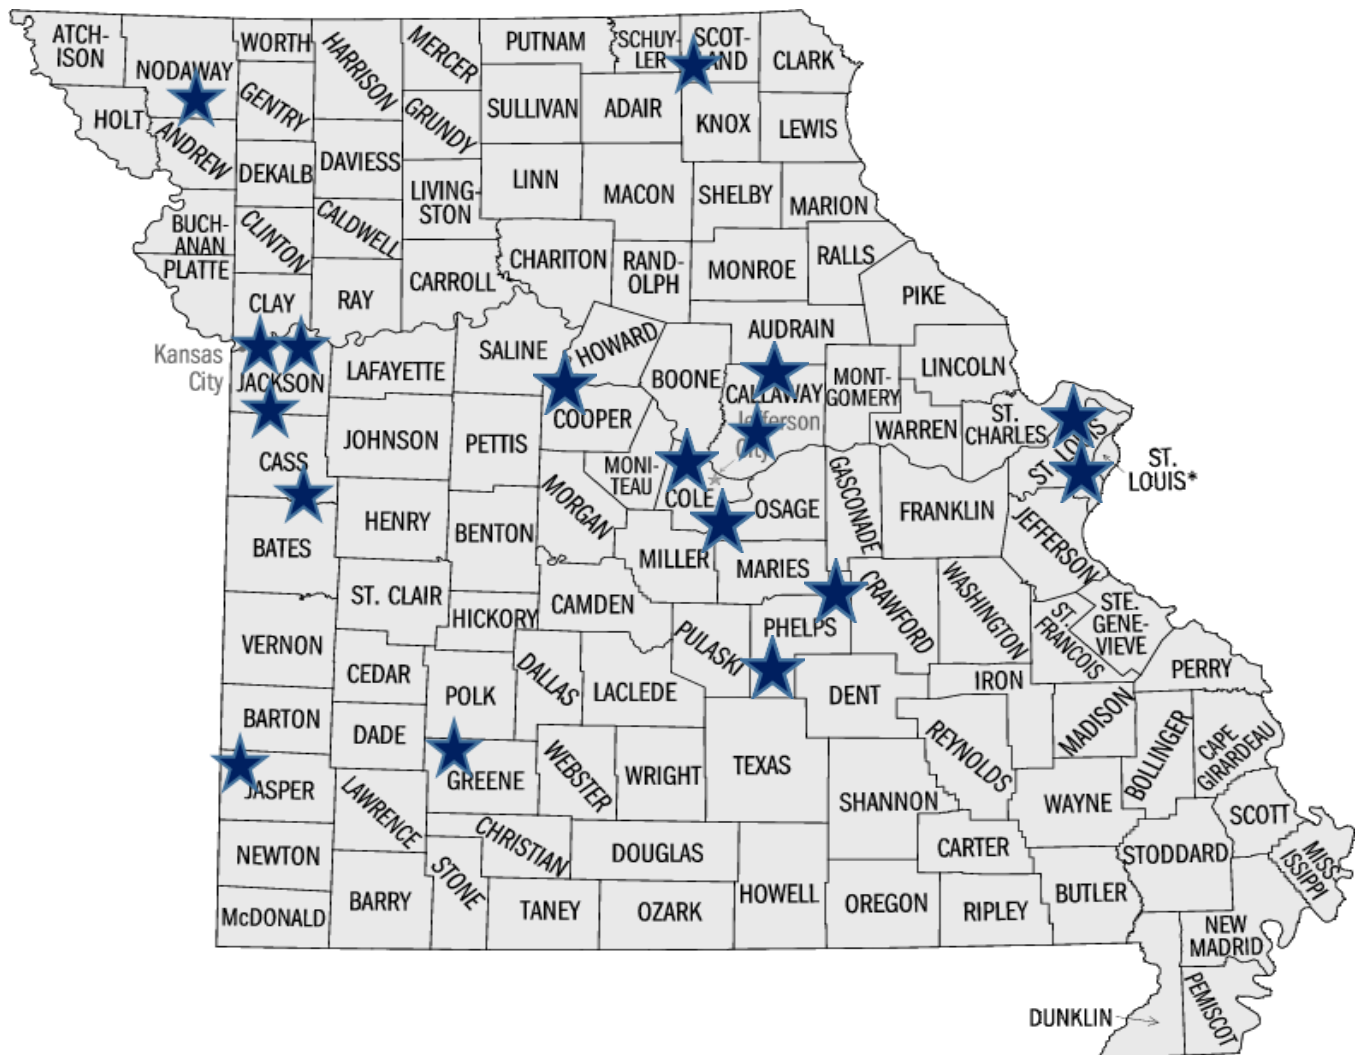 ATCH-
ISON
NODAWAY
WORTH
HARRISON
MERCER
PUTNAM
SCHUY-
LER
SCOT-
AND
CLARK
HOLT
ANDREW
GENTRY
GRUNDY
SULLIVAN
ADAIR
KNOX
LEWIS
DEKALB
DAVIESS
LIVING-
STON
LINN
MACON
SHELBY
MARION
BUCH-
ANAN
CLINTON
CALDWELL
PLATTE
CLAY
RAY
CARROLL
CHARITON
RAND-
OLPH
MONROE
RALLS
PIKE
Kansas
City
JACKSON
LAFAYETTE
SALINE
HOWARD
BOONE
AUDRAIN
CALLAWAY
MONT-
GOMERY
LINCOLN
COOPER
Jefferson
City
WARREN
ST.
CHARLES
ST. LOUIS
ST.
LOUIS*
CASS
JOHNSON
PETTIS
MONI-
TEAU
COLE
MORGAN
OSAGE
GASCONADE
FRANKLIN
JEFFERSON
BATES
HENRY
BENTON
MILLER
MARIES
CRAWFORD
WASHINGTON
ST.
FRANCOIS
STE.
GENE-
VIEVE
ST. CLAIR
HICKORY
CAMDEN
PULASKI
PHELPS
VERNON
CEDAR
POLK
DALLAS
LACLEDE
DENT
IRON
PERRY
BARTON
DADE
WEBSTER
WRIGHT
TEXAS
REYNOLDS
MADISON
BOLLINGER
CAPE
GIRARDEAU
JASPER
LAWRENCE
GREENE
SHANNON
WAYNE
SCOTT
NEWTON
CHRISTIAN
DOUGLAS
CARTER
STODDARD
MISS-
ISSIPPI
McDONALD
BARRY
STONE
TANEY
OZARK
HOWELL
OREGON
RIPLEY
BUTLER
NEW
MADRID
DUNKLIN
PEMISCOT